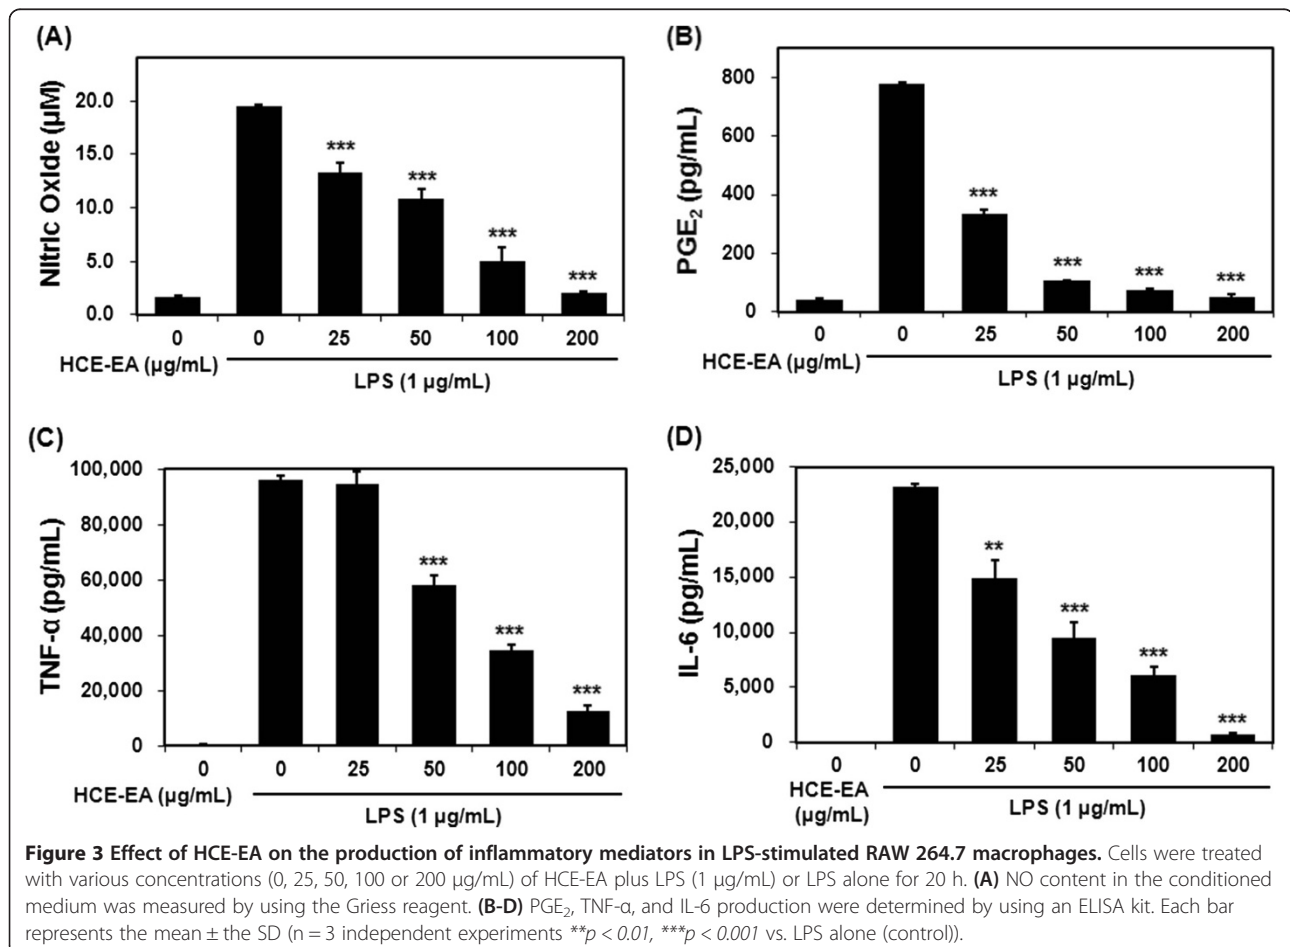 (A)
Nitric Oxide (µM)
20.0
15.0
10.0
5.0
0.0
***
***
***
***
0 0 25 50 100 200
HCE-EA (µg/mL)
LPS (1 µg/mL)
(B)
PGE₂ (pg/mL)
800
600
400
200
0
***
***
***
***
0 0 25 50 100 200
HCE-EA (µg/mL)
LPS (1 µg/mL)
(C)
TNF-α (pg/mL)
100,000
80,000
60,000
40,000
20,000
0
***
***
***
0 0 25 50 100 200
HCE-EA (µg/mL)
LPS (1 µg/mL)
(D)
IL-6 (pg/mL)
25,000
20,000
15,000
10,000
5,000
0
**
***
***
***
0 0 25 50 100 200
HCE-EA
(µg/mL)
LPS (1 µg/mL)
Figure 3 Effect of HCE-EA on the production of inflammatory mediators in LPS-stimulated RAW 264.7 macrophages. Cells were treated
with various concentrations (0, 25, 50, 100 or 200 µg/mL) of HCE-EA plus LPS (1 µg/mL) or LPS alone for 20 h. (A) NO content in the conditioned
medium was measured by using the Griess reagent. (B-D) PGE₂, TNF-α, and IL-6 production were determined by using an ELISA kit. Each bar
represents the mean ± the SD (n = 3 independent experiments **p < 0.01, ***p < 0.001 vs. LPS alone (control)).